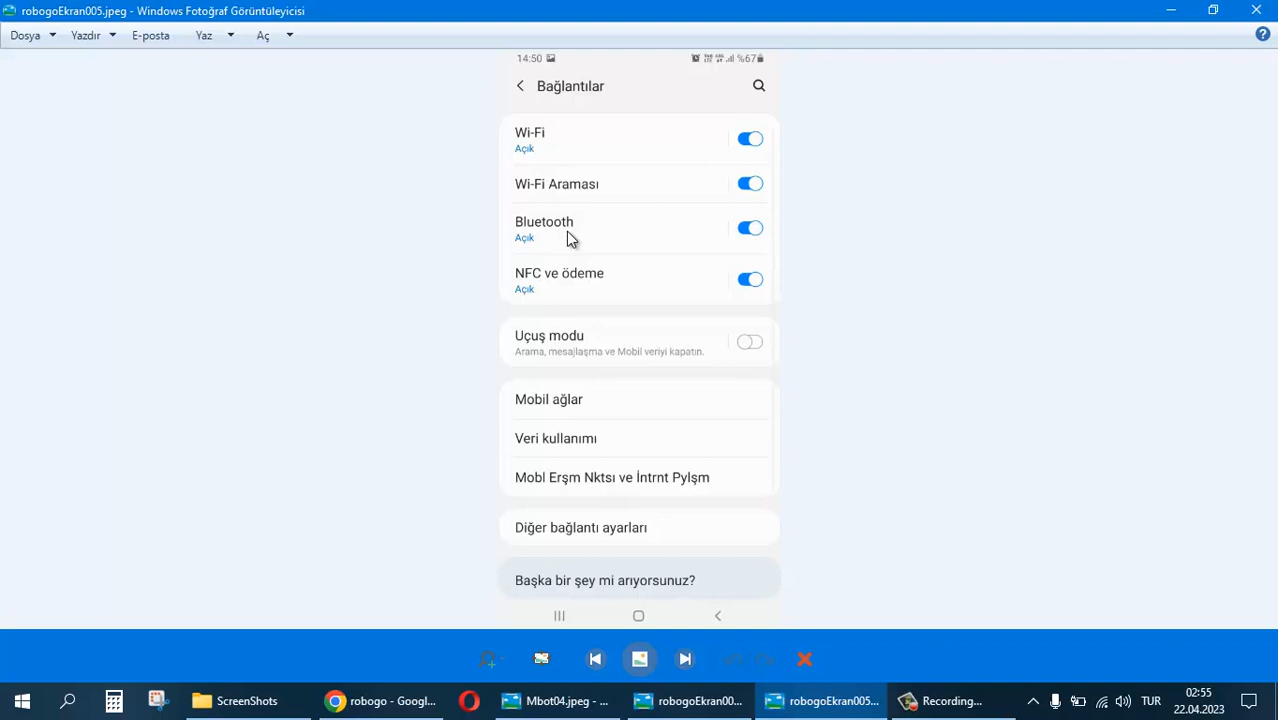 robogoEkran005.jpeg - Windows Fotoğraf Görüntüleyicisi
Dosya Yazdır E-posta Yaz Aç
14:50 %67
Bağlantılar
Wi-Fi
Açık
Wi-Fi Araması
Bluetooth
Açık
NFC ve ödeme
Açık
Uçuş modu
Arama, mesajlaşma ve Mobil veriyi kapatın.
Mobil ağlar
Veri kullanımı
Mobl Erşm Nktsı ve İntrnt Pylşm
Diğer bağlantı ayarları
Başka bir şey mi arıyorsunuz?
ScreenShots robogo - Googl... Mbot04.jpeg - ... robogoEkran00... robogoEkran005... Recording... TUR 02:55
22.04.2023